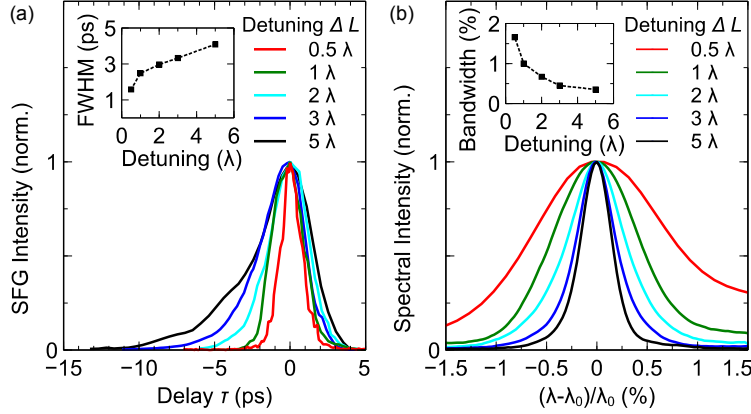 (a)
FWHM (ps)
5
3
1
0 2 4 6
Detuning (λ)
Detuning Δ L
0.5 λ
1 λ
2 λ
3 λ
5 λ
SFG Intensity (norm.)
1
0
−15 −10 −5 0 5
Delay τ (ps)
(b)
Bandwidth (%)
2
1
0
0 2 4 6
Detuning (λ)
Detuning Δ L
0.5 λ
1 λ
2 λ
3 λ
5 λ
Spectral Intensity (norm.)
1
0
−1.5 −1 −0.5 0 0.5 1 1.5
(λ-λ₀)/λ₀ (%)